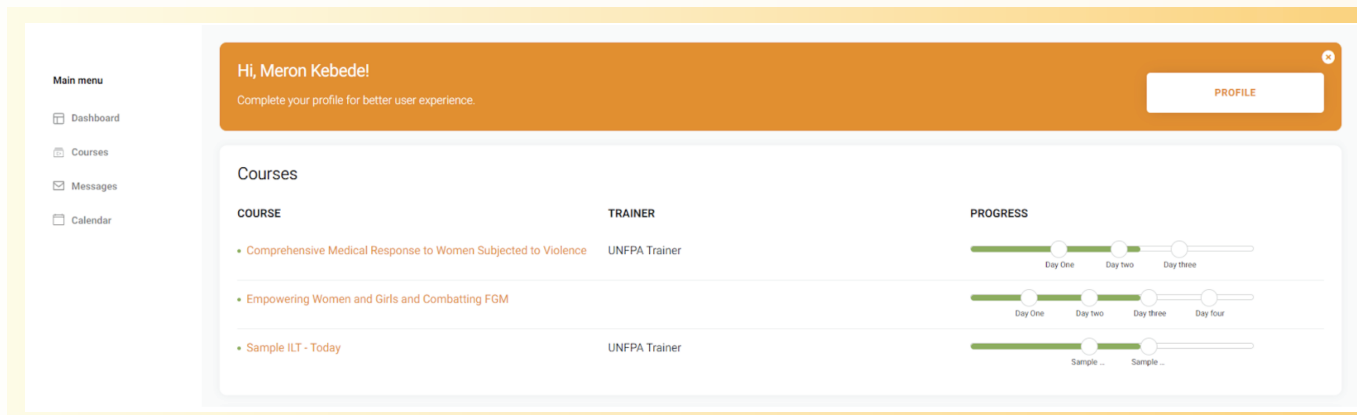 Main menu
Dashboard
Courses
Messages
Calendar
Hi, Meron Kebede!
Complete your profile for better user experience.
PROFILE
Courses
COURSE TRAINER PROGRESS
Comprehensive Medical Response to Women Subjected to Violence UNFPA Trainer
Day One Day two Day three
Empowering Women and Girls and Combatting FGM
Day One Day two Day three Day four
Sample ILT - Today UNFPA Trainer
Sample ... Sample ...